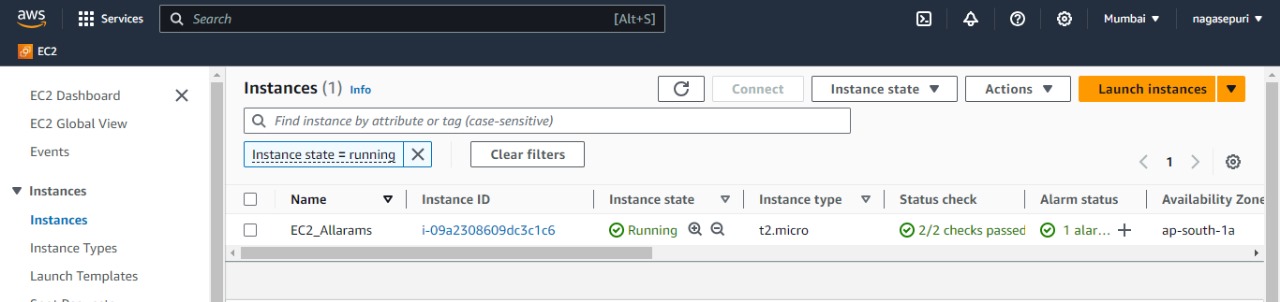 aws Services Search [Alt+S] Mumbai nagasepuri
EC2
EC2 Dashboard
EC2 Global View
Events
Instances
Instances
Instance Types
Launch Templates
Instances (1) Info Connect Instance state Actions Launch instances
Find instance by attribute or tag (case-sensitive)
Instance state = running Clear filters
1
Name Instance ID Instance state Instance type Status check Alarm status Availability Zone
EC2_Allarams i-09a2308609dc3c1c6 Running t2.micro 2/2 checks passed 1 alar... ap-south-1a